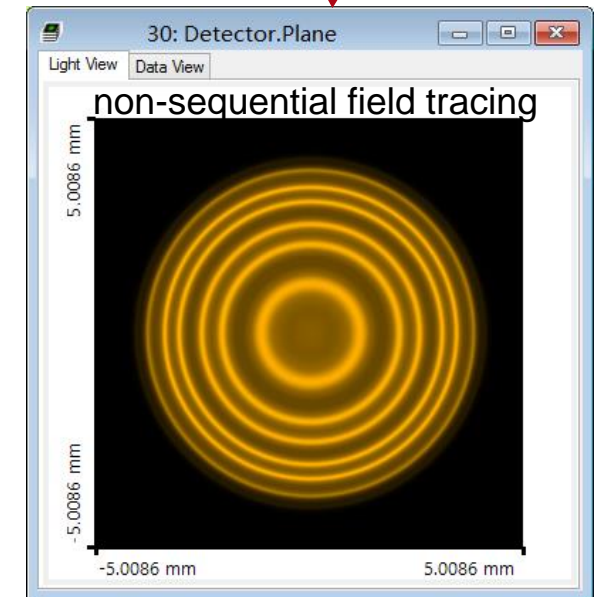 30: Detector.Plane
Light View Data View
non-sequential field tracing
5.0086 mm
-5.0086 mm
-5.0086 mm 5.0086 mm